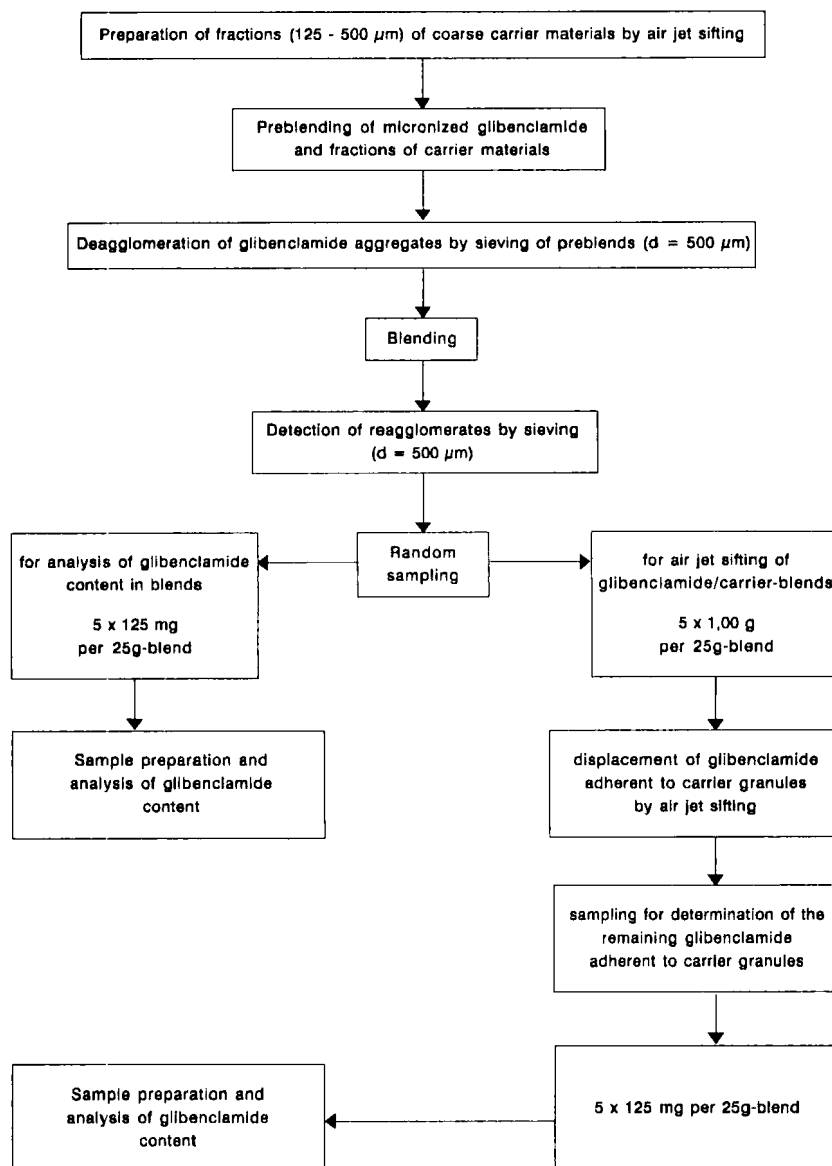 Preparation of fractions (125 - 500 µm) of coarse carrier materials by air jet sifting
Preblending of micronized glibenclamide
and fractions of carrier materials
Deagglomeration of glibenclamide aggregates by sieving of preblends (d = 500 µm)
Blending
Detection of reagglomerates by sieving
(d = 500 µm)
Random
sampling
for analysis of glibenclamide
content in blends
5 x 125 mg
per 25g-blend
for air jet sifting of
glibenclamide/carrier-blends
5 x 1,00 g
per 25g-blend
Sample preparation and
analysis of glibenclamide
content
displacement of glibenclamide
adherent to carrier granules
by air jet sifting
sampling for determination of the
remaining glibenclamide
adherent to carrier granules
5 x 125 mg per 25g-blend
Sample preparation and
analysis of glibenclamide
content